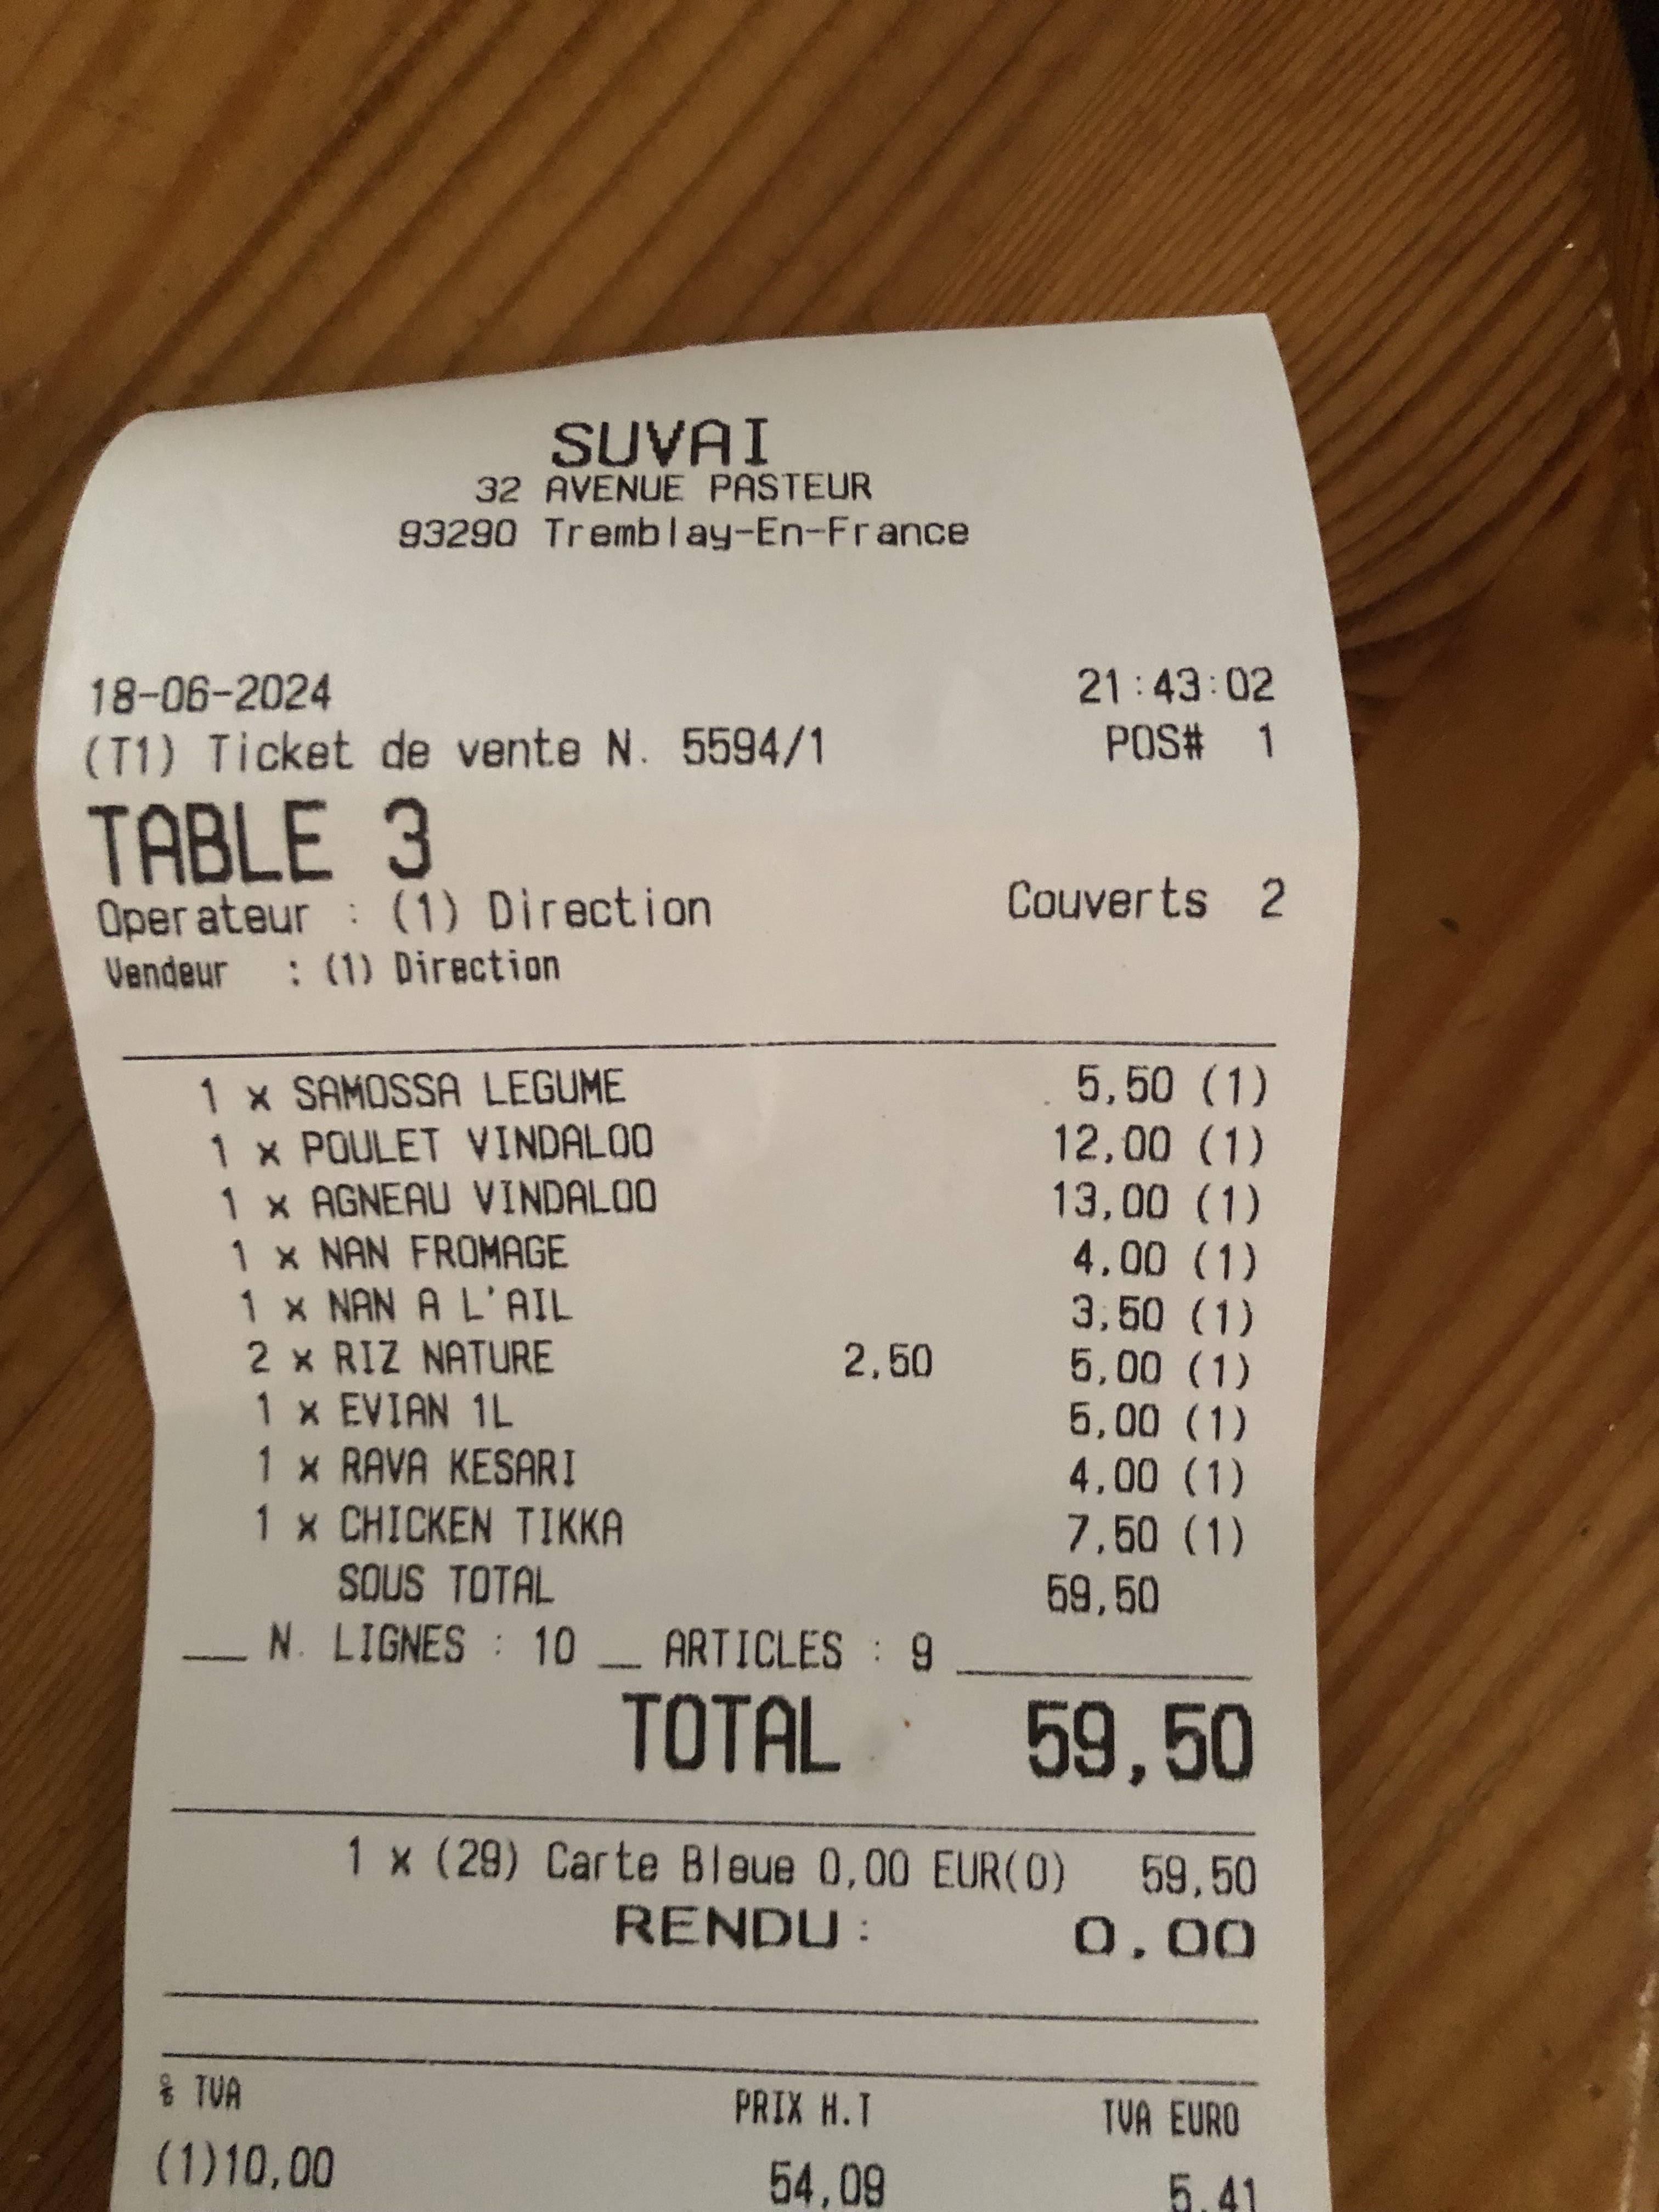 SUVAI
32 AVENUE PASTEUR
93290 Tremblay-En-France
18-06-2024 21:43:02
(T1) Ticket de vente N. 5594/1 POS# 1
TABLE 3
Operateur : (1) Direction Couverts 2
Vendeur : (1) Direction
1 x SAMOSSA LEGUME 5,50 (1)
1 x POULET VINDALOO 12,00 (1)
1 x AGNEAU VINDALOO 13,00 (1)
1 x NAN FROMAGE 4,00 (1)
1 x NAN A L'AIL 3,50 (1)
2 x RIZ NATURE 2,50 5,00 (1)
1 x EVIAN 1L 5,00 (1)
1 x RAVA KESARI 4,00 (1)
1 x CHICKEN TIKKA 7,50 (1)
SOUS TOTAL 59,50
N. LIGNES : 10 ARTICLES : 9
TOTAL 59,50
1 x (29) Carte Bleue 0,00 EUR(0) 59,50
RENDU : 0.00
% TVA PRIX H.T TVA EURO
(1)10,00 54,09 5,41